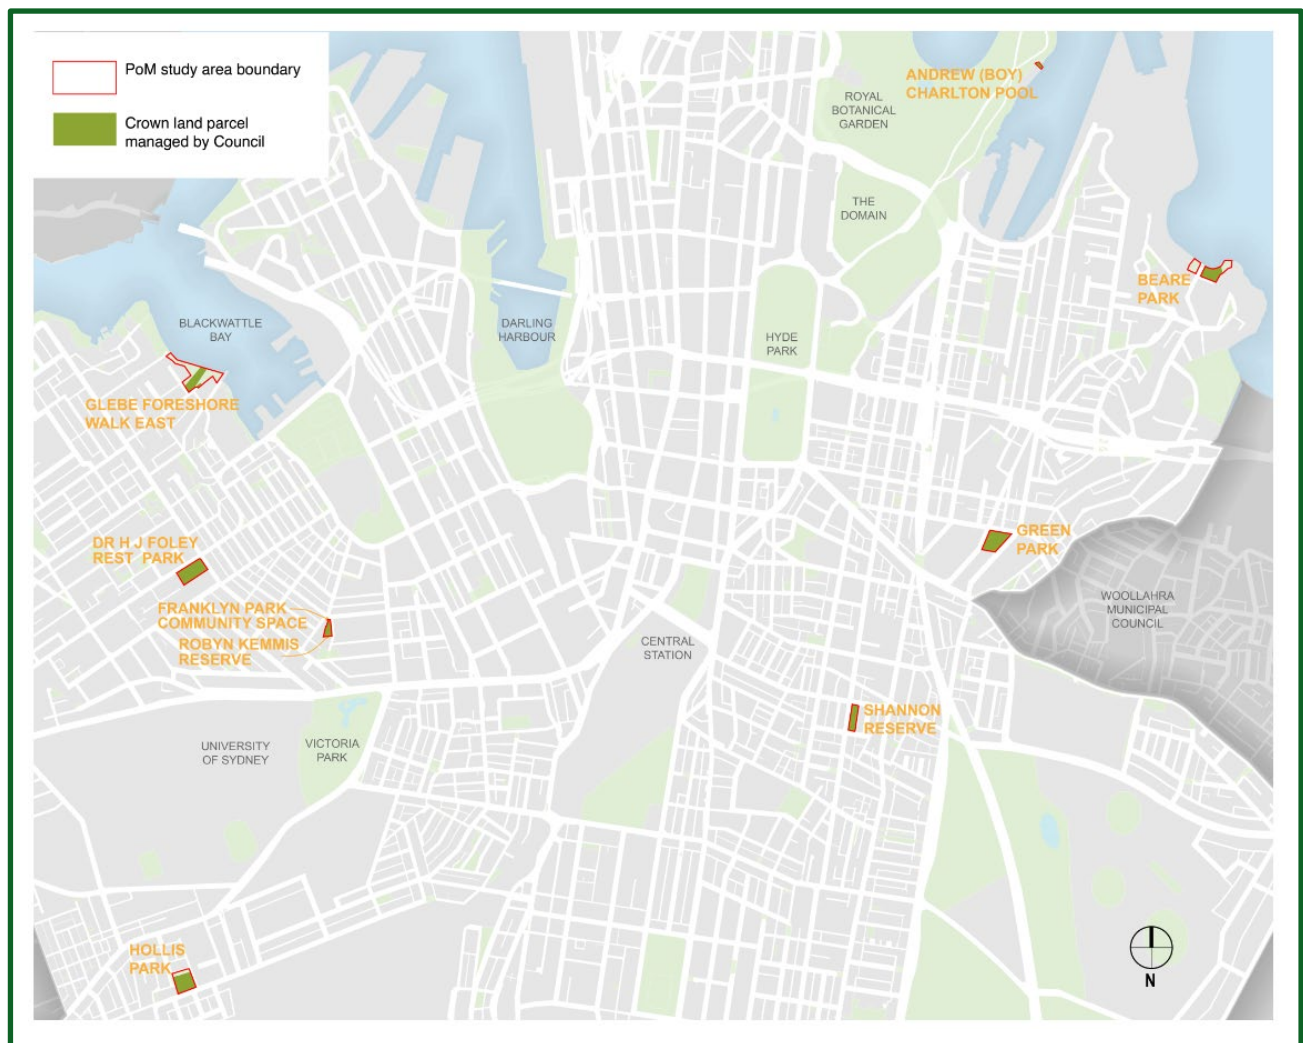 PoM study area boundary
Crown land parcel
managed by Council
ANDREW (BOY)
CHARLTON POOL
ROYAL
BOTANICAL
GARDEN
THE
DOMAIN
BEARE
PARK
BLACKWATTLE
BAY
DARLING
HARBOUR
HYDE
PARK
GLEBE FORESHORE
WALK EAST
GREEN
PARK
DR H J FOLEY
REST PARK
WOOLLAHRA
MUNICIPAL
COUNCIL
FRANKLYN PARK
COMMUNITY SPACE
ROBYN KEMMIS
RESERVE
CENTRAL
STATION
SHANNON
RESERVE
UNIVERSITY
OF SYDNEY
VICTORIA
PARK
HOLLIS
PARK
N